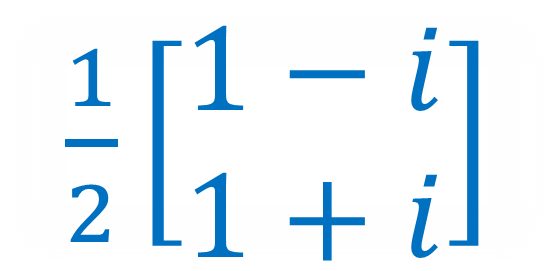 1/2 [1 − i
1 + i]